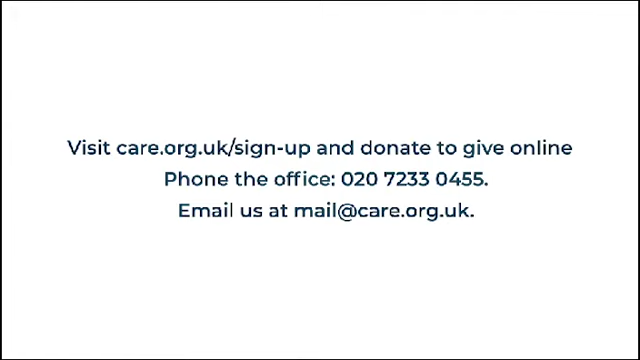 Visit care.org.uk/sign-up and donate to give online
Phone the office: 020 7233 0455.
Email us at mail@care.org.uk.